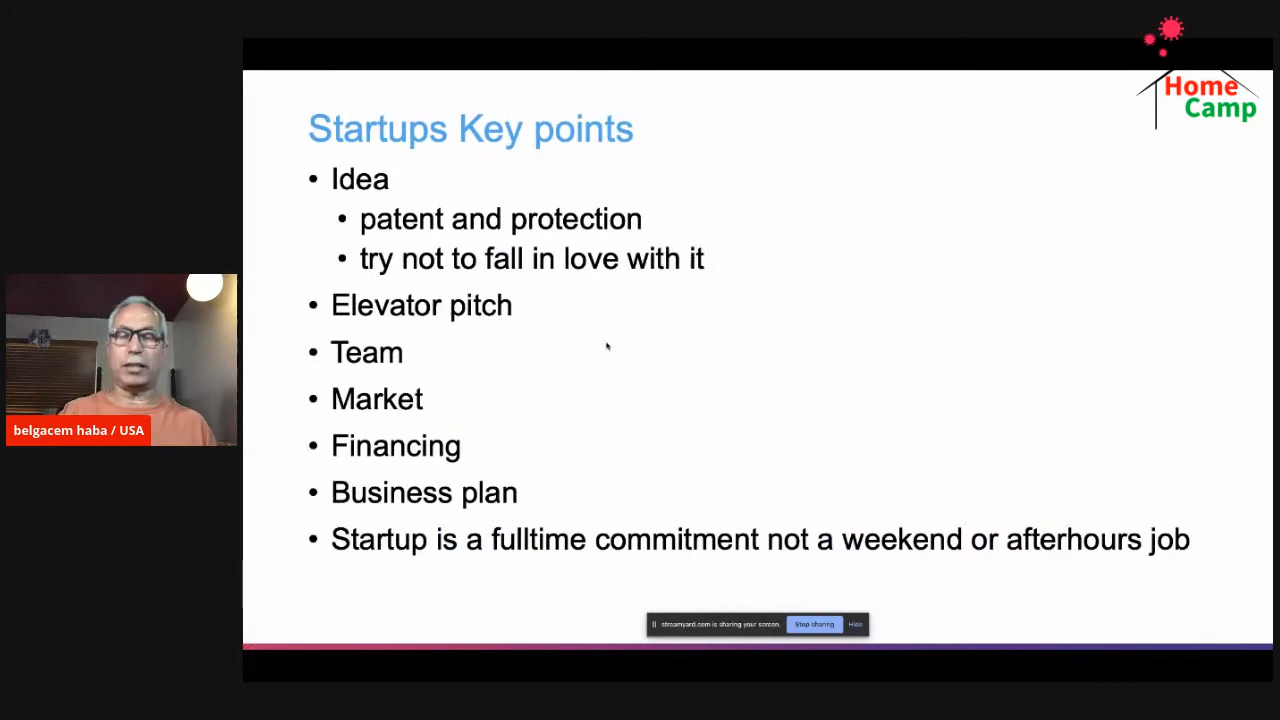 Home
Camp
Startups Key points
• Idea
• patent and protection
• try not to fall in love with it
• Elevator pitch
• Team
• Market
• Financing
• Business plan
• Startup is a fulltime commitment not a weekend or afterhours job
belgacem haba / USA
streamyard.com is sharing your screen. Stop sharing Hide